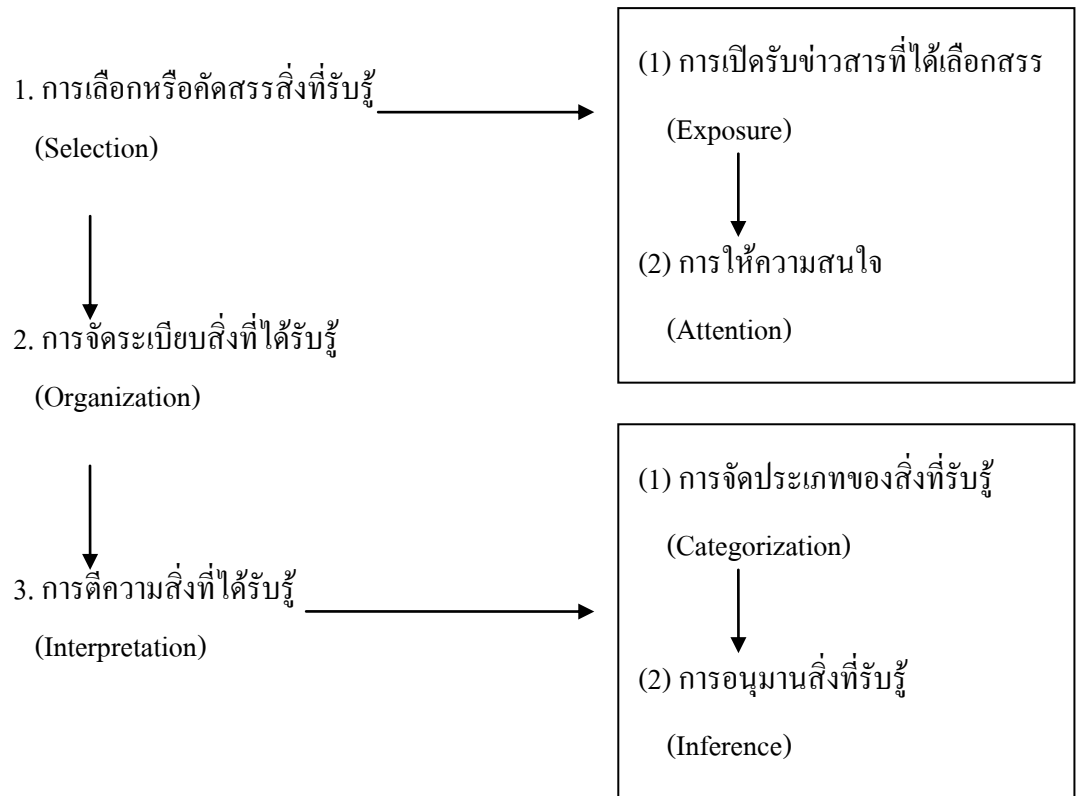 1. การเลือกหรือคัดสรรสิ่งที่รับรู้
(Selection)
(1) การเปิดรับข่าวสารที่ได้เลือกสรร
(Exposure)
(2) การให้ความสนใจ
(Attention)
2. การจัดระเบียบสิ่งที่ได้รับรู้
(Organization)
3. การตีความสิ่งที่ได้รับรู้
(Interpretation)
(1) การจัดประเภทของสิ่งที่รับรู้
(Categorization)
(2) การอนุมานสิ่งที่รับรู้
(Inference)